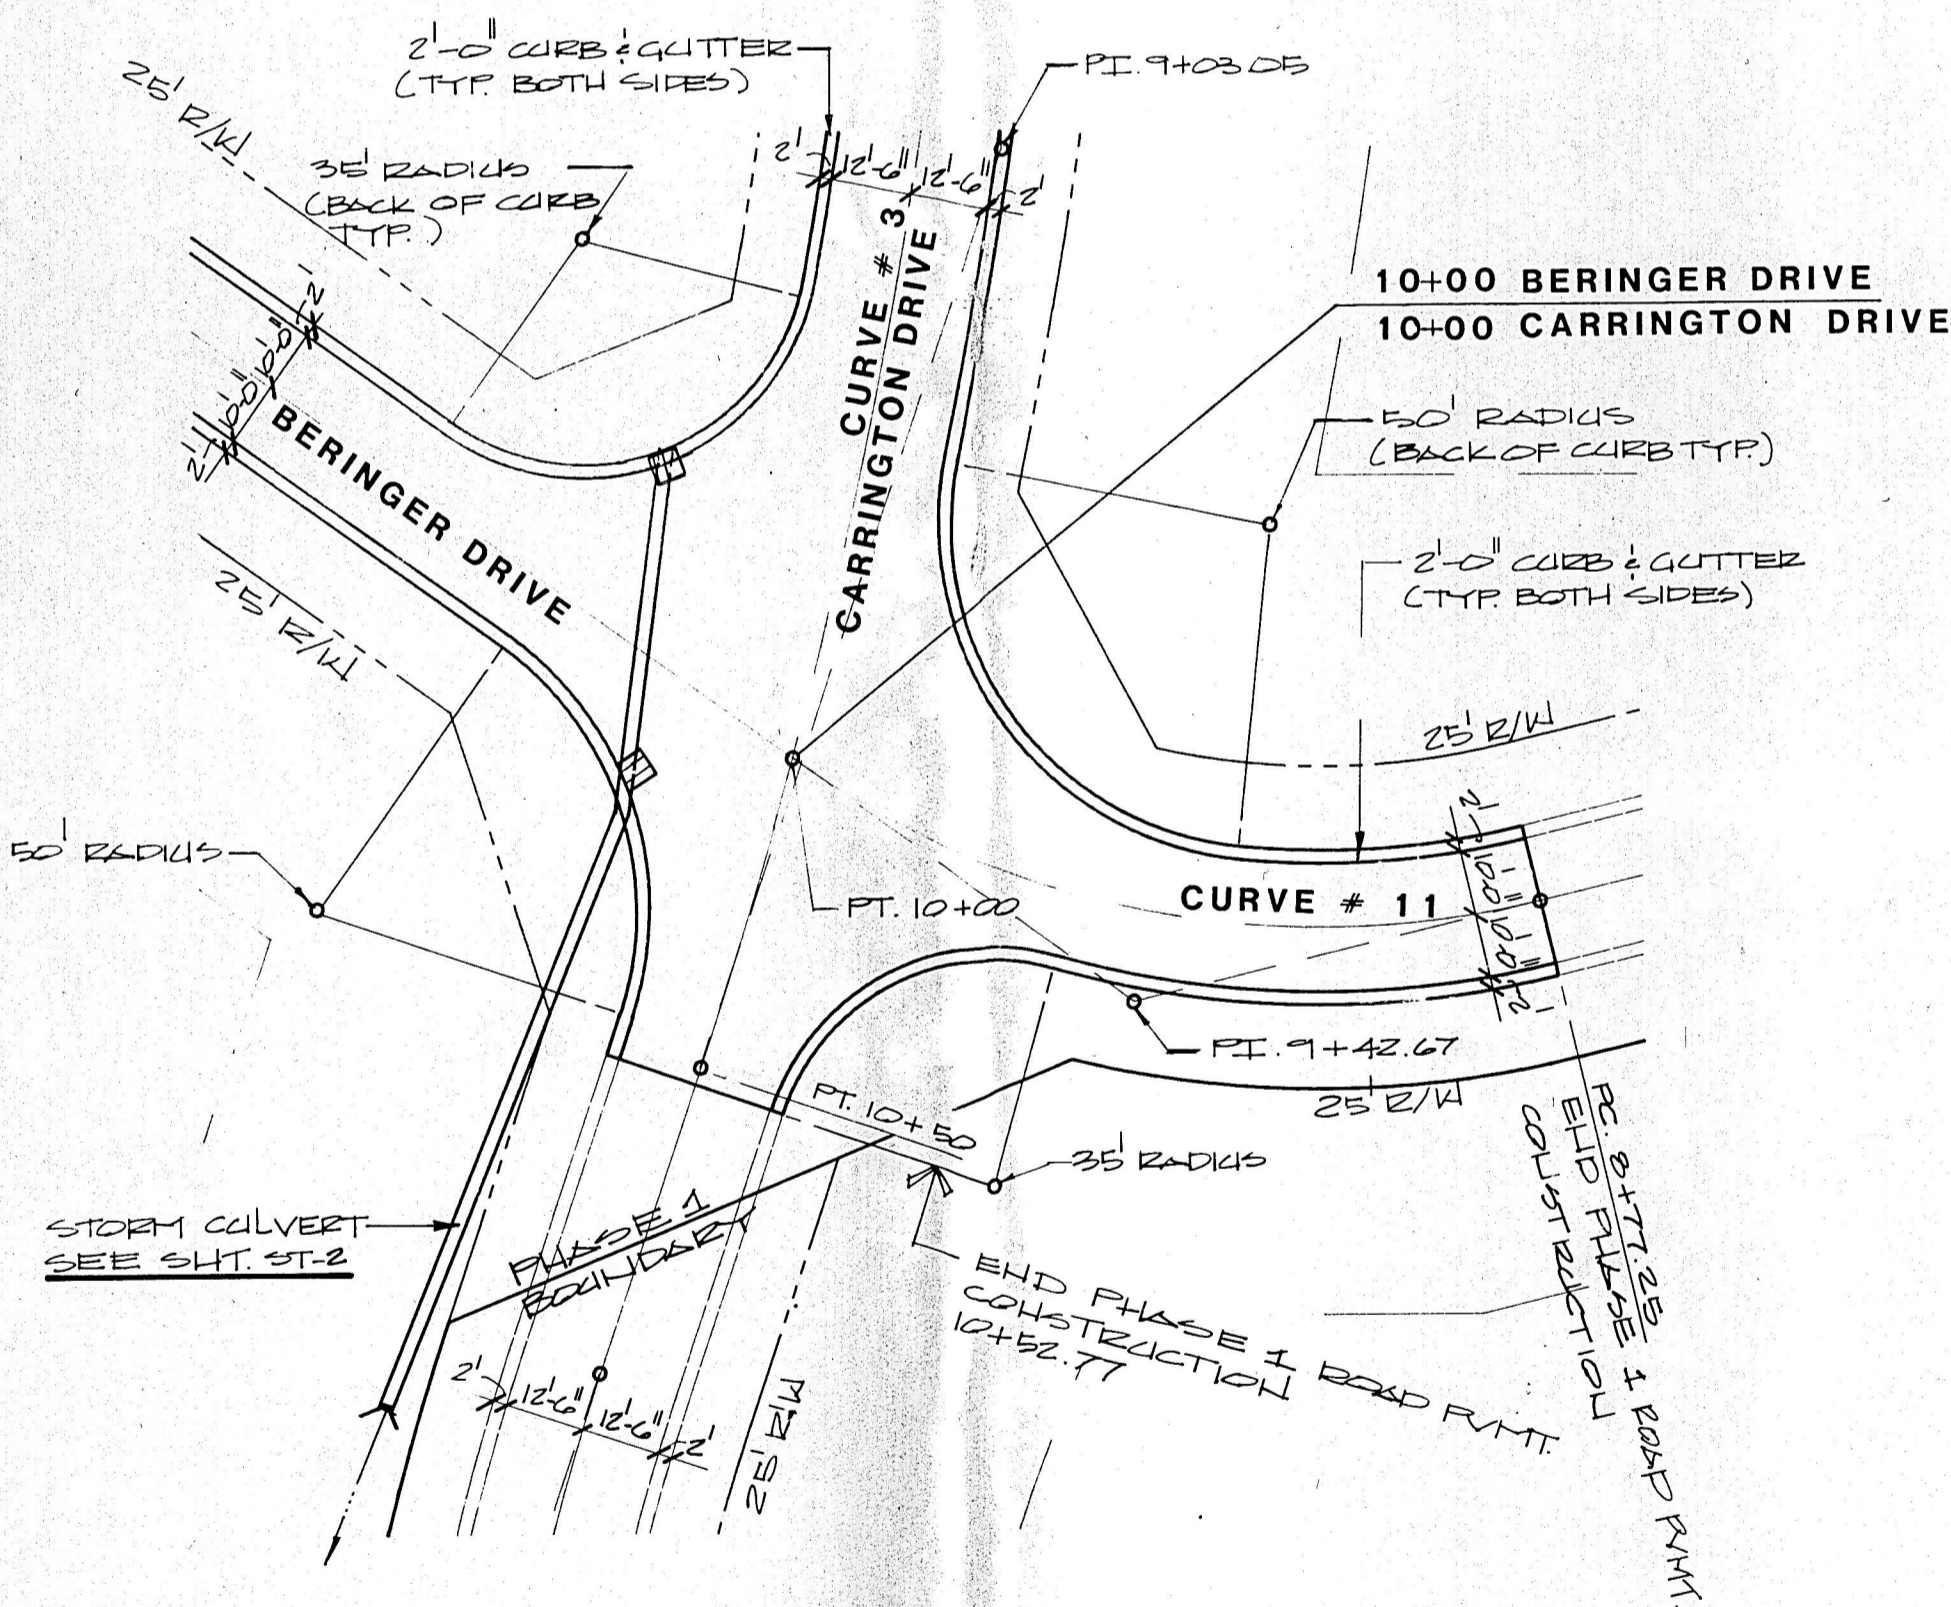 2'-0" CURB & GUTTER
(TYP. BOTH SIDES)
PI. 9+03.05
25' R/W
35' RADIUS
(BACK OF CURB
TYP.)
2'
12'-6"
12'-6"
2'
CURVE # 3
CARRINGTON DRIVE
10+00 BERINGER DRIVE
10+00 CARRINGTON DRIVE
2'
10'-0"
10'-0"
2'
BERINGER DRIVE
50' RADIUS
(BACK OF CURB TYP.)
2'-0" CURB & GUTTER
(TYP. BOTH SIDES)
25' R/W
25' R/W
50' RADIUS
PT. 10+00
CURVE # 11
2'
10'-0"
10'-0"
2'
PI. 9+42.67
25' R/W
PT. 10+50
35' RADIUS
PC. 8+77.25
END PHASE 1 ROAD PVMT.
CONSTRUCTION
STORM CULVERT
SEE SHT. ST-2
PHASE 1
BOUNDARY
END PHASE 1 ROAD PVMT.
CONSTRUCTION
10+52.77
2'
12'-6"
12'-6"
2'
25' R/W